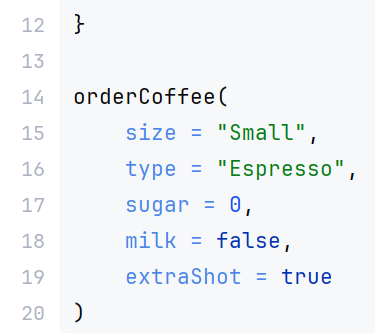 12 }
13
14 orderCoffee(
15     size = "Small",
16     type = "Espresso",
17     sugar = 0,
18     milk = false,
19     extraShot = true
20 )